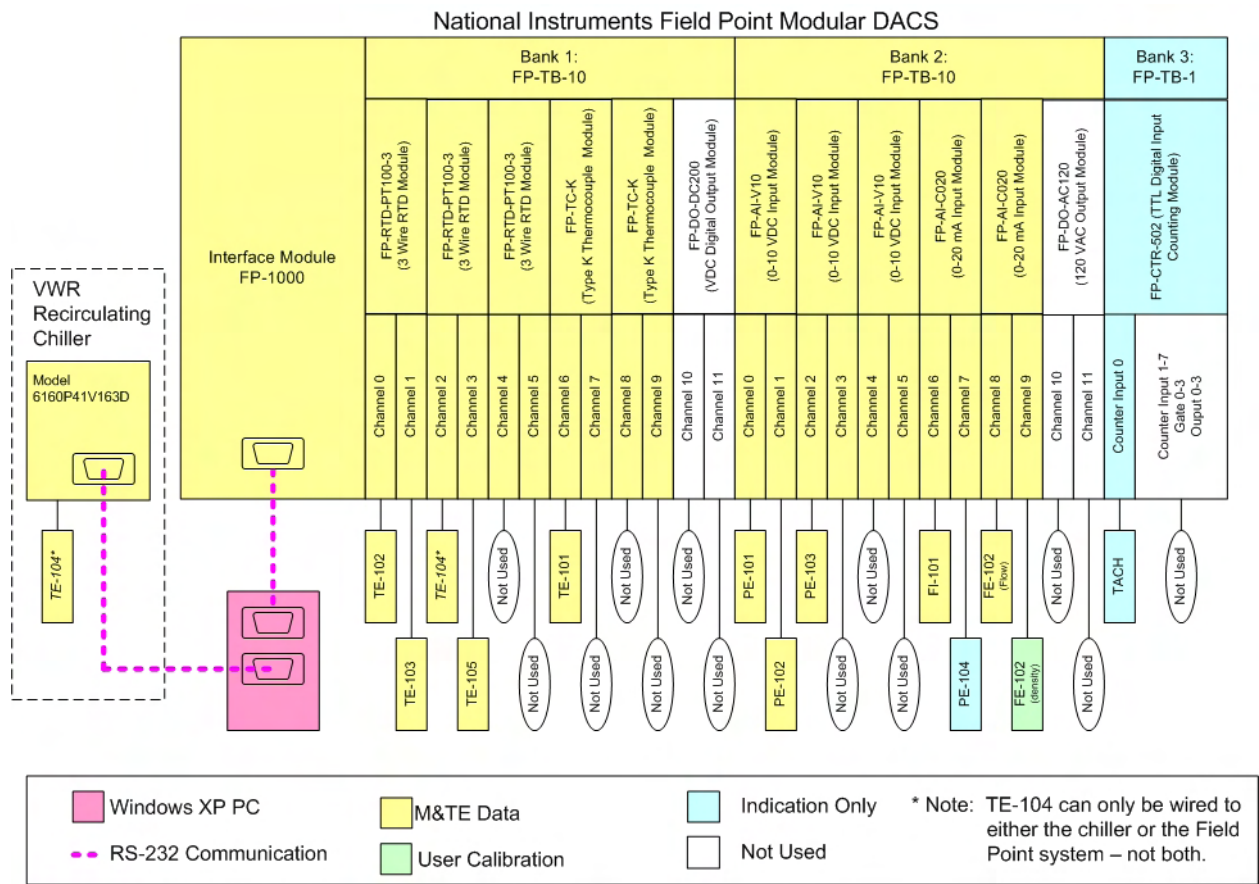 National Instruments Field Point Modular DACS
Interface Module
FP-1000
Bank 1:
FP-TB-10
Bank 2:
FP-TB-10
Bank 3:
FP-TB-1
FP-RTD-PT100-3
(3 Wire RTD Module)
FP-RTD-PT100-3
(3 Wire RTD Module)
FP-RTD-PT100-3
(3 Wire RTD Module)
FP-TC-K
(Type K Thermocouple Module)
FP-TC-K
(Type K Thermocouple Module)
FP-DO-DC200
(VDC Digital Output Module)
FP-AI-V10
(0-10 VDC Input Module)
FP-AI-V10
(0-10 VDC Input Module)
FP-AI-V10
(0-10 VDC Input Module)
FP-AI-C020
(0-20 mA Input Module)
FP-AI-C020
(0-20 mA Input Module)
FP-DO-AC120
(120 VAC Output Module)
FP-CTR-502 (TTL Digital Input
Counting Module)
VWR
Recirculating
Chiller
Model
6160P41V163D
Channel 0
Channel 1
Channel 2
Channel 3
Channel 4
Channel 5
Channel 6
Channel 7
Channel 8
Channel 9
Channel 10
Channel 11
Channel 0
Channel 1
Channel 2
Channel 3
Channel 4
Channel 5
Channel 6
Channel 7
Channel 8
Channel 9
Channel 10
Channel 11
Counter Input 0
Counter Input 1-7
Gate 0-3
Ouput 0-3
TE-104*
TE-102
TE-104*
Not Used
TE-101
Not Used
Not Used
PE-101
PE-103
Not Used
FI-101
FE-102
(Flow)
Not Used
TACH
Not Used
TE-103
TE-105
Not Used
Not Used
Not Used
Not Used
PE-102
Not Used
Not Used
PE-104
FE-102
(density)
Not Used
Windows XP PC
RS-232 Communication
M&TE Data
User Calibration
Indication Only
Not Used
* Note: TE-104 can only be wired to
either the chiller or the Field
Point system – not both.